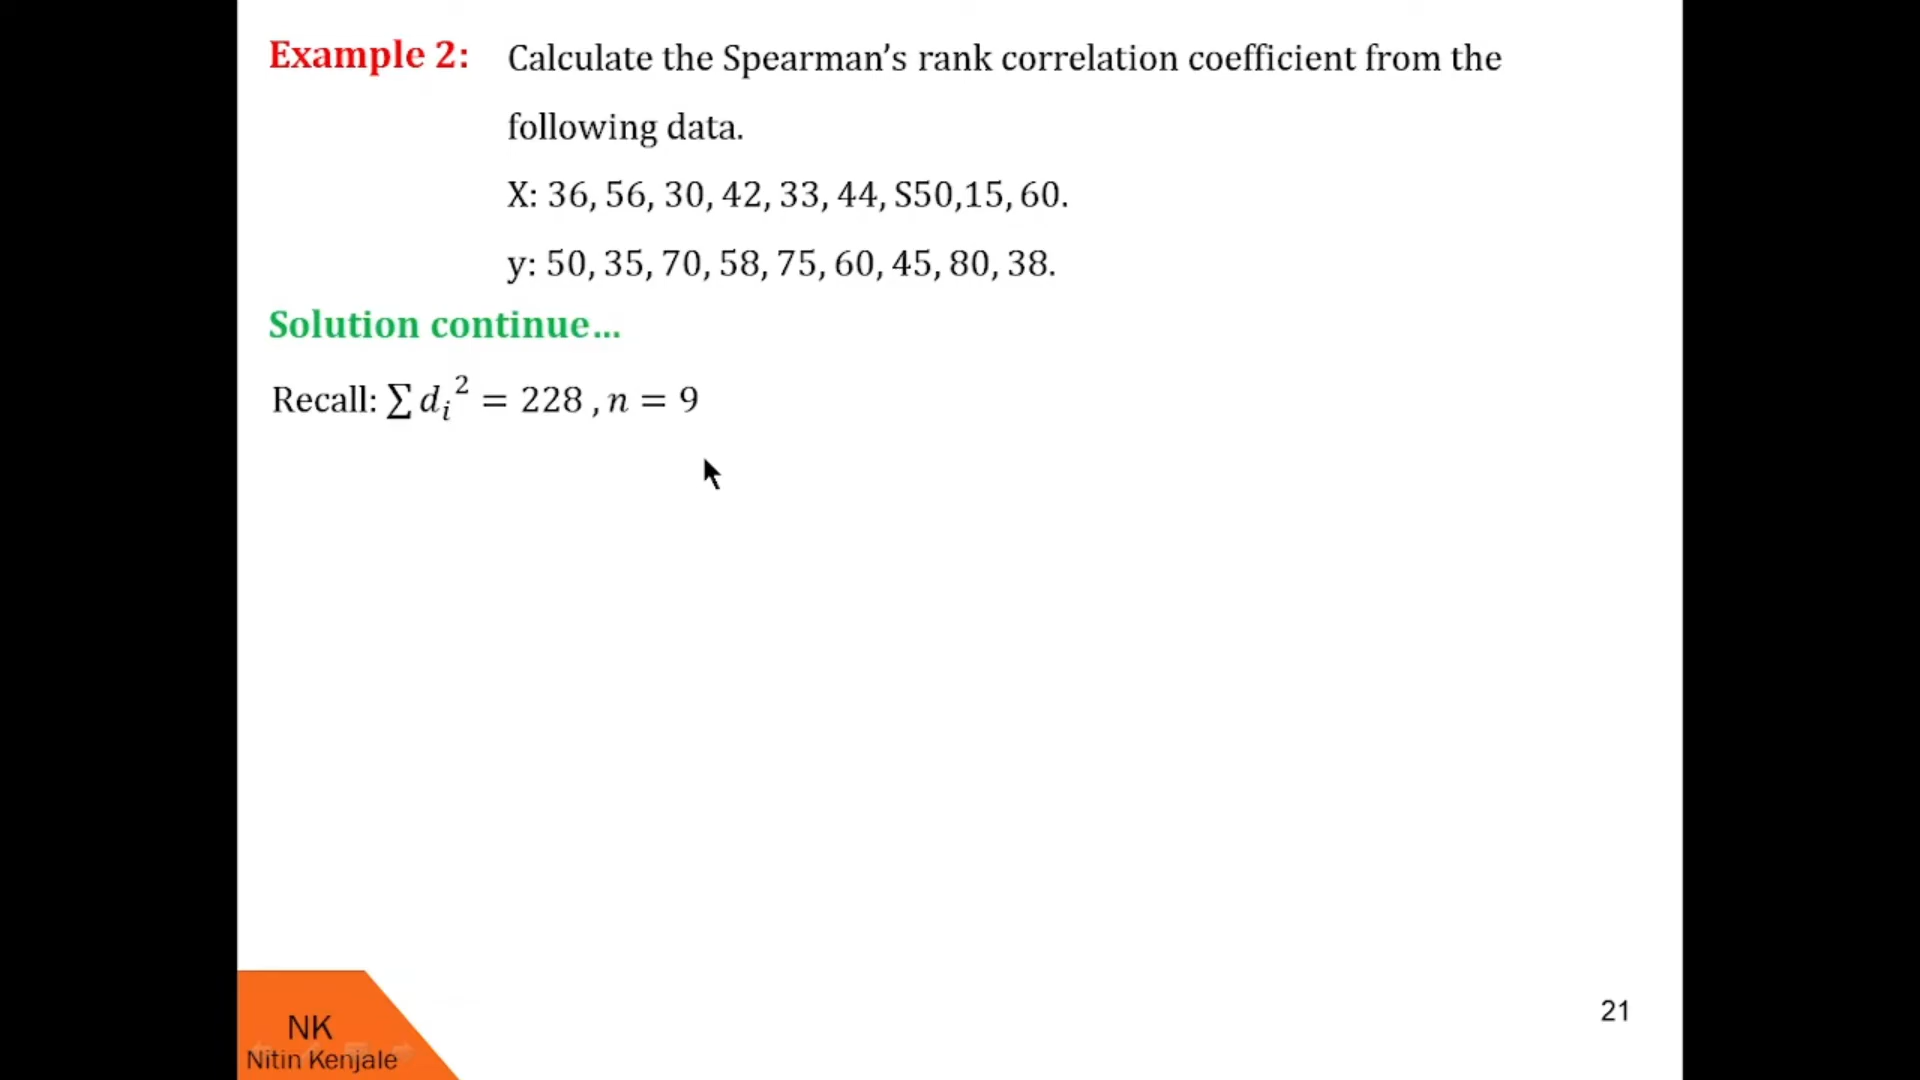 Example 2: Calculate the Spearman’s rank correlation coefficient from the
following data.
X: 36, 56, 30, 42, 33, 44, S50,15, 60.
y: 50, 35, 70, 58, 75, 60, 45, 80, 38.
Solution continue...
Recall: ∑ dᵢ² = 228 , n = 9
NK
Nitin Kenjale
21